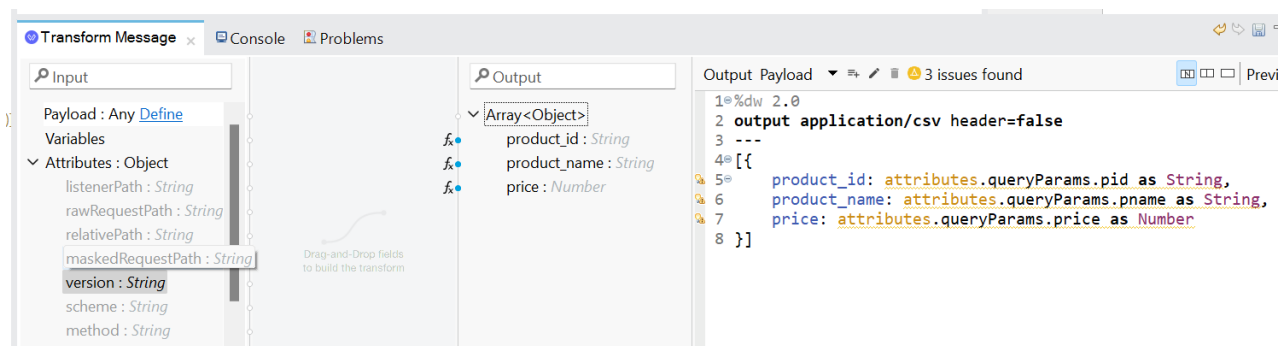 Transform Message
Console
Problems
Input
Payload : Any Define
Variables
Attributes : Object
listenerPath : String
rawRequestPath : String
relativePath : String
maskedRequestPath : String
version : String
scheme : String
method : String
Drag-and-Drop fields
to build the transform
Output
Array<Object>
fx product_id : String
fx product_name : String
fx price : Number
Output Payload 3 issues found Previ
1 %dw 2.0
2 output application/csv header=false
3 ---
4 [{
5 product_id: attributes.queryParams.pid as String,
6 product_name: attributes.queryParams.pname as String,
7 price: attributes.queryParams.price as Number
8 }]